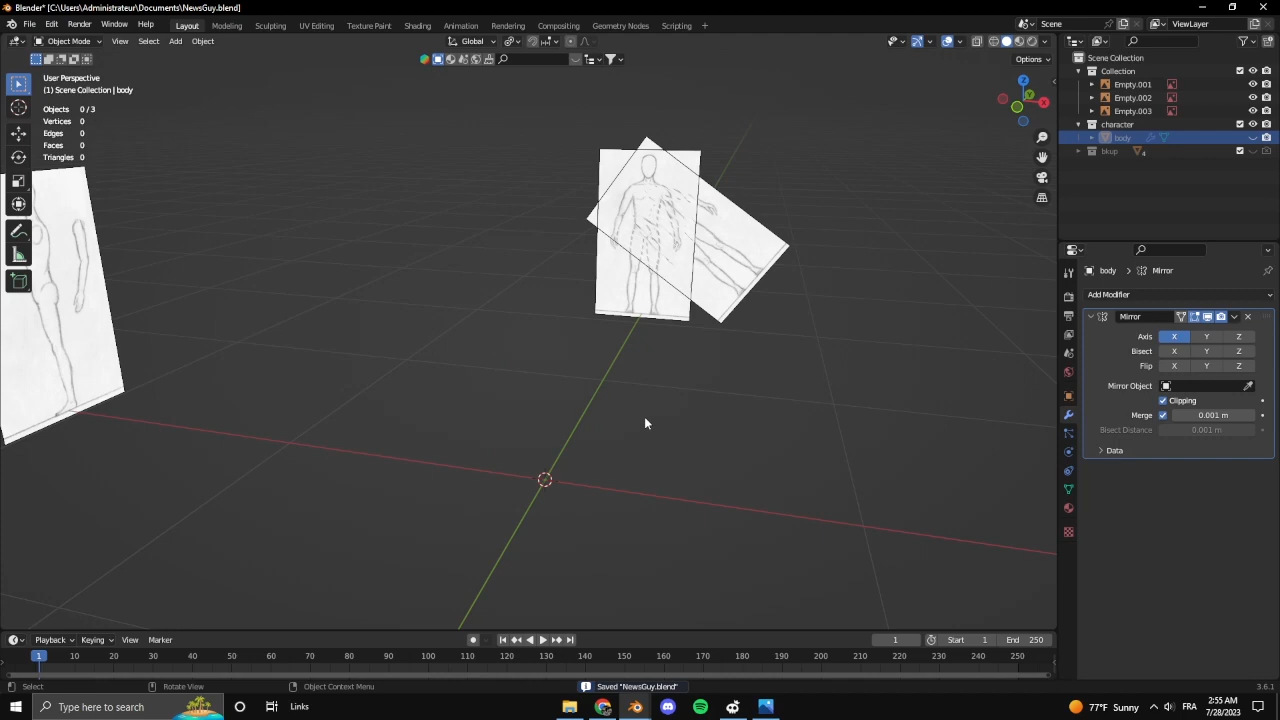 Blender* [C:\Users\Administrateur\Documents\NewsGuy.blend]
File Edit Render Window Help Layout Modeling Sculpting UV Editing Texture Paint Shading Animation Rendering Compositing Geometry Nodes Scripting + Scene ViewLayer
Object Mode View Select Add Object Global
Options
User Perspective
(1) Scene Collection | body
Objects 0 / 3
Vertices 0
Edges 0
Faces 0
Triangles 0
Z
Y
X
Scene Collection
Collection
Empty.001
Empty.002
Empty.003
character
body
bkup 4
body > Mirror
Add Modifier
Mirror
Axis X Y Z
Bisect X Y Z
Flip X Y Z
Mirror Object
Clipping
Merge 0.001 m
Bisect Distance 0.001 m
Data
Playback Keying View Marker 1 Start 1 End 250
1 10 20 30 40 50 60 70 80 90 100 110 120 130 140 150 160 170 180 190 200 210 220 230 240 250
Select Rotate View Object Context Menu Saved "NewsGuy.blend" 3.6.1
Type here to search Links 77°F Sunny FRA 2:55 AM
7/28/2023